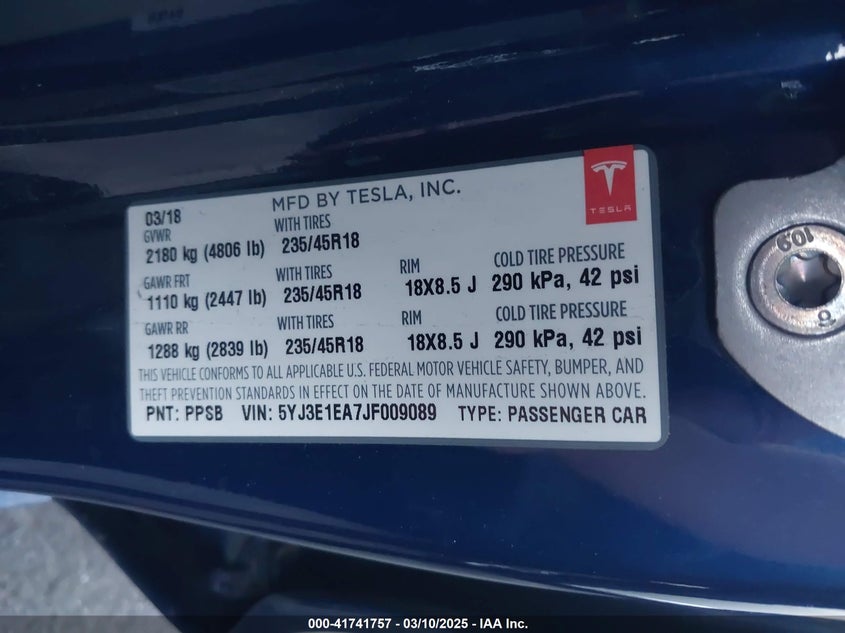 MFD BY TESLA, INC.
TESLA
03/18
GVWR WITH TIRES
2180 kg (4806 lb) 235/45R18
GAWR FRT WITH TIRES RIM COLD TIRE PRESSURE
1110 kg (2447 lb) 235/45R18 18X8.5 J 290 kPa, 42 psi
GAWR RR WITH TIRES RIM COLD TIRE PRESSURE
1288 kg (2839 lb) 235/45R18 18X8.5 J 290 kPa, 42 psi
THIS VEHICLE CONFORMS TO ALL APPLICABLE U.S. FEDERAL MOTOR VEHICLE SAFETY, BUMPER, AND
THEFT PREVENTION STANDARDS IN EFFECT ON THE DATE OF MANUFACTURE SHOWN ABOVE.
PNT: PPSB VIN: 5YJ3E1EA7JF009089 TYPE: PASSENGER CAR
10.9
000-41741757 - 03/10/2025 - IAA Inc.